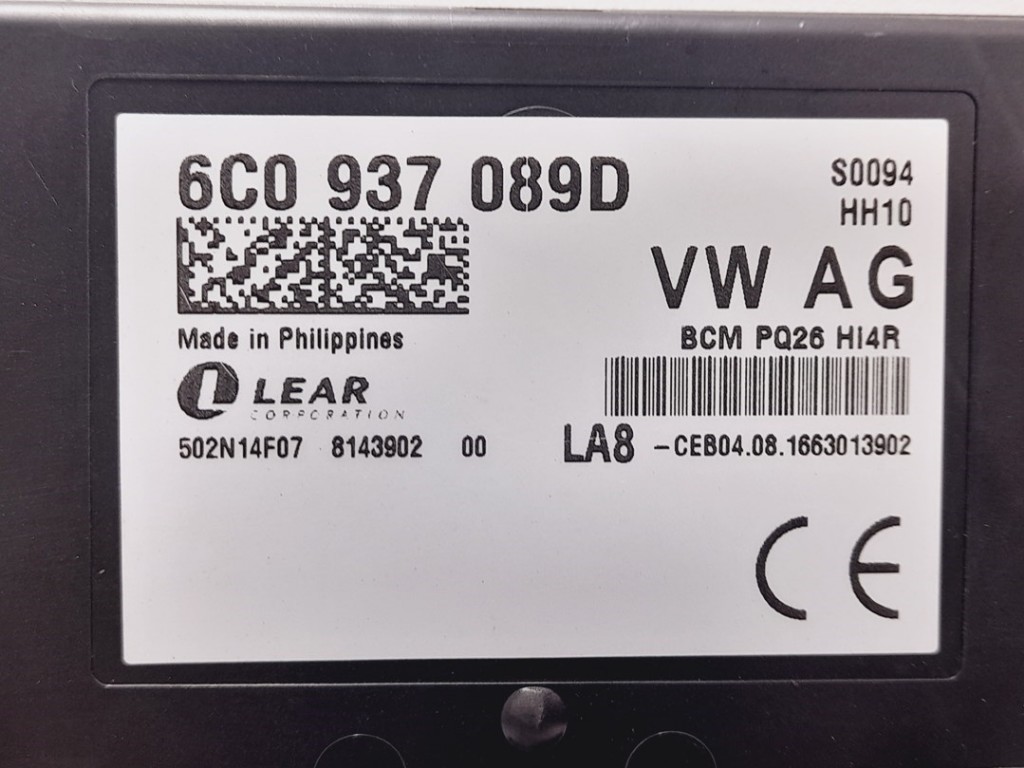 6C0 937 089D
S0094
HH10
VW AG
Made in Philippines
BCM PQ26 HI4R
LEAR
CORPORATION
502N14F07 8143902 00
LA8 -CEB04.08.1663013902
CE